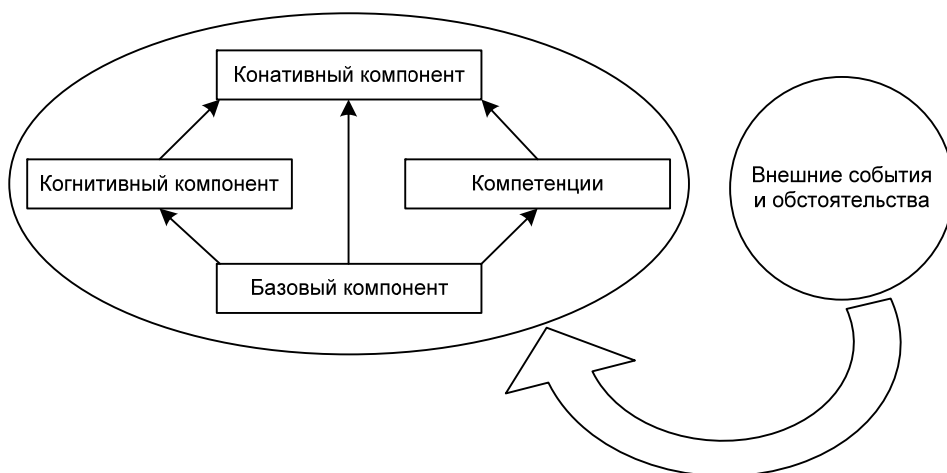 Конативный компонент
Когнитивный компонент
Компетенции
Базовый компонент
Внешние события
и обстоятельства